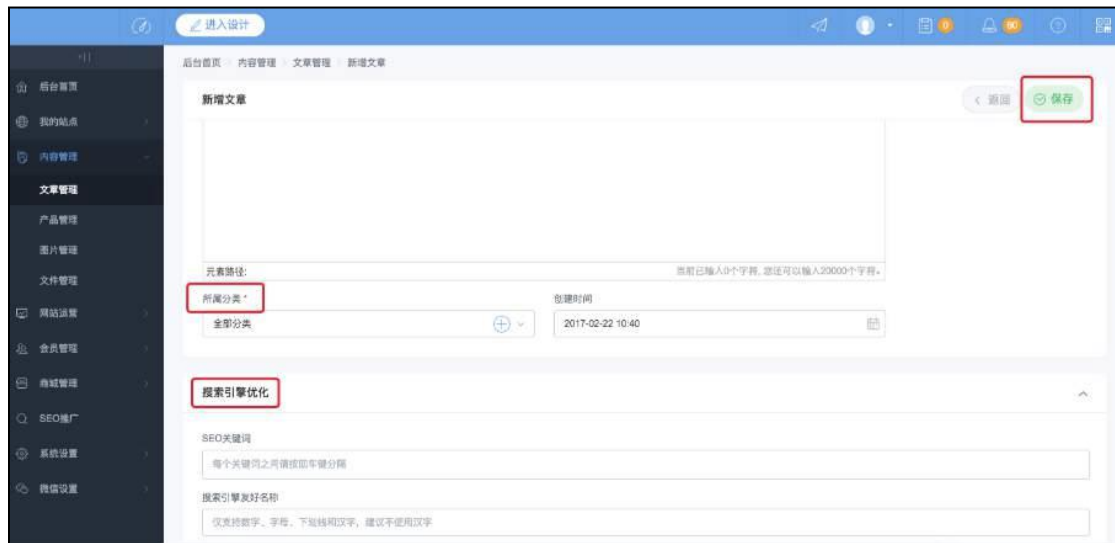 进入设计
0
60
后台首页 内容管理 文章管理 新增文章
后台首页
新增文章
返回
保存
我的站点
内容管理
文章管理
产品管理
图片管理
文件管理
元素路径:
当前已输入0个字符, 您还可以输入20000个字符。
所属分类*
创建时间
网站运营
全部分类
2017-02-22 10:40
会员管理
商城管理
搜索引擎优化
SEO推广
SEO关键词
系统设置
每个关键词之间请按回车键分隔
微信设置
搜索引擎友好名称
仅支持数字、字母、下划线和汉字, 建议不使用汉字